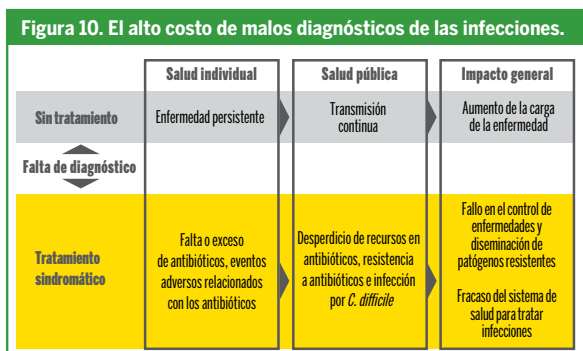 Figura 10. El alto costo de malos diagnósticos de las infecciones.
Salud individual
Salud pública
Impacto general
Sin tratamiento
Enfermedad persistente
Transmisión
continua
Aumento de la carga
de la enfermedad
Falta de diagnóstico
Tratamiento
sindromático
Falta o exceso
de antibióticos, eventos
adversos relacionados
con los antibióticos
Desperdicio de recursos en
antibióticos, resistencia
a antibióticos e infección
por C. difficile
Fallo en el control de
enfermedades y
diseminación de
patógenos resistentes
Fracaso del sistema de
salud para tratar
infecciones